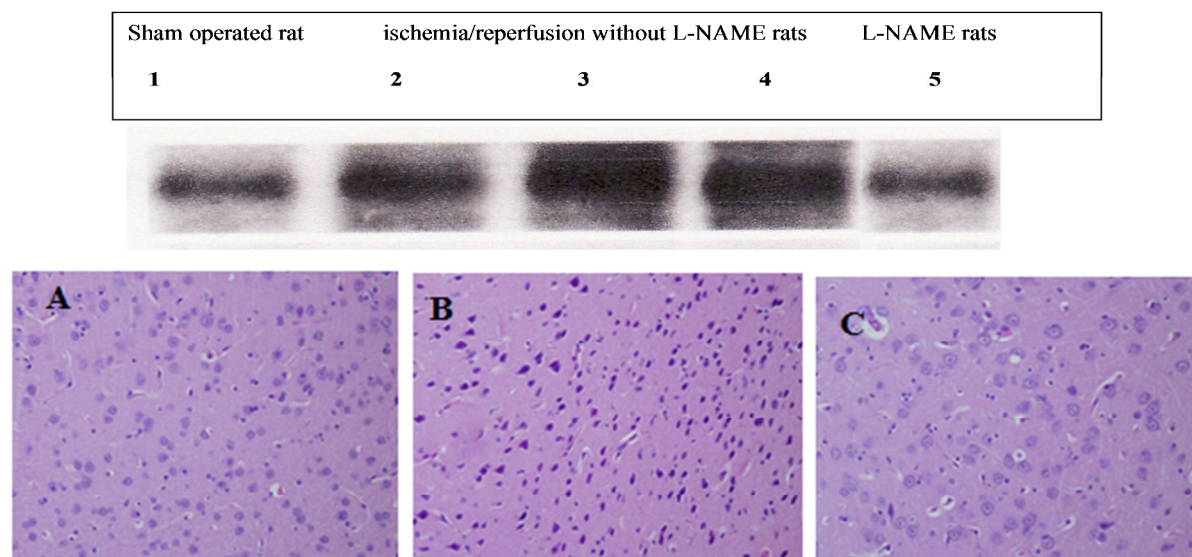 Sham operated rat ischemia/reperfusion without L-NAME rats L-NAME rats
1 2 3 4 5
A B C